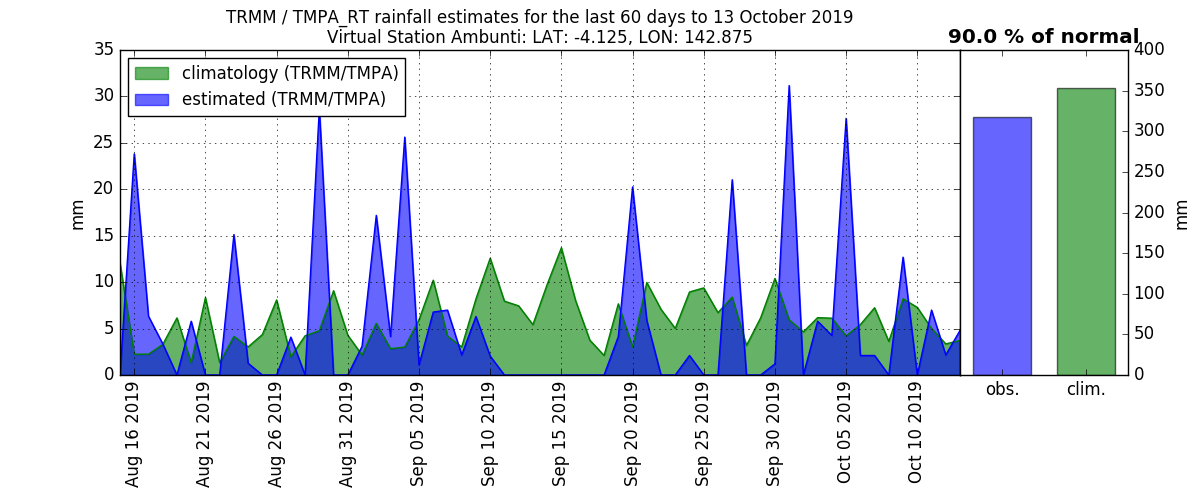 TRMM / TMPA_RT rainfall estimates for the last 60 days to 13 October 2019
Virtual Station Ambunti: LAT: -4.125, LON: 142.875
90.0 % of normal
climatology (TRMM/TMPA)
estimated (TRMM/TMPA)
35
30
25
20
15
10
5
0
mm
Aug 16 2019
Aug 21 2019
Aug 26 2019
Aug 31 2019
Sep 05 2019
Sep 10 2019
Sep 15 2019
Sep 20 2019
Sep 25 2019
Sep 30 2019
Oct 05 2019
Oct 10 2019
obs.
clim.
400
350
300
250
200
150
100
50
0
mm